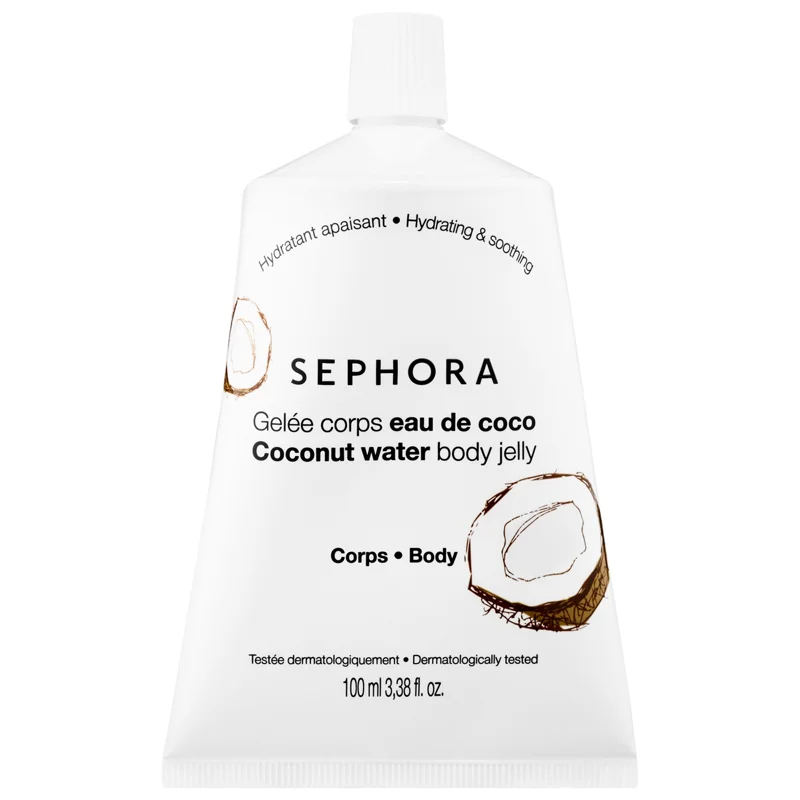 Hydratant apaisant • Hydrating & soothing
SEPHORA
Gelée corps eau de coco
Coconut water body jelly
Corps • Body
Testée dermatologiquement • Dermatologically tested
100 ml 3,38 fl. oz.